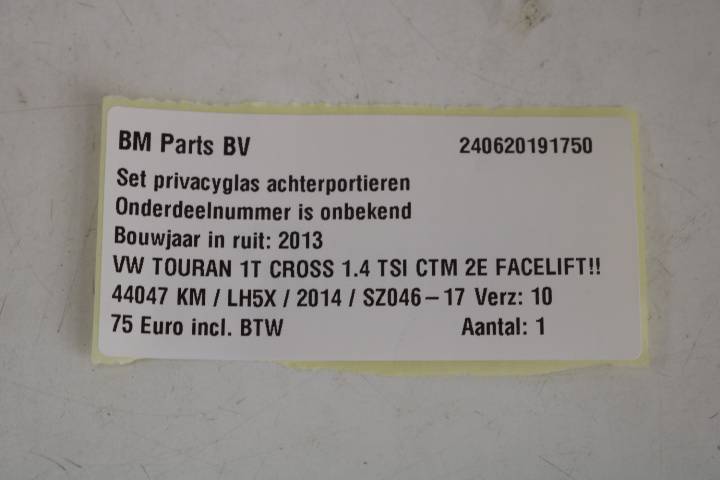 BM Parts BV 240620191750
Set privacyglas achterportieren
Onderdeelnummer is onbekend
Bouwjaar in ruit: 2013
VW TOURAN 1T CROSS 1.4 TSI CTM 2E FACELIFT!!
44047 KM / LH5X / 2014 / SZ046-17 Verz: 10
75 Euro incl. BTW Aantal: 1